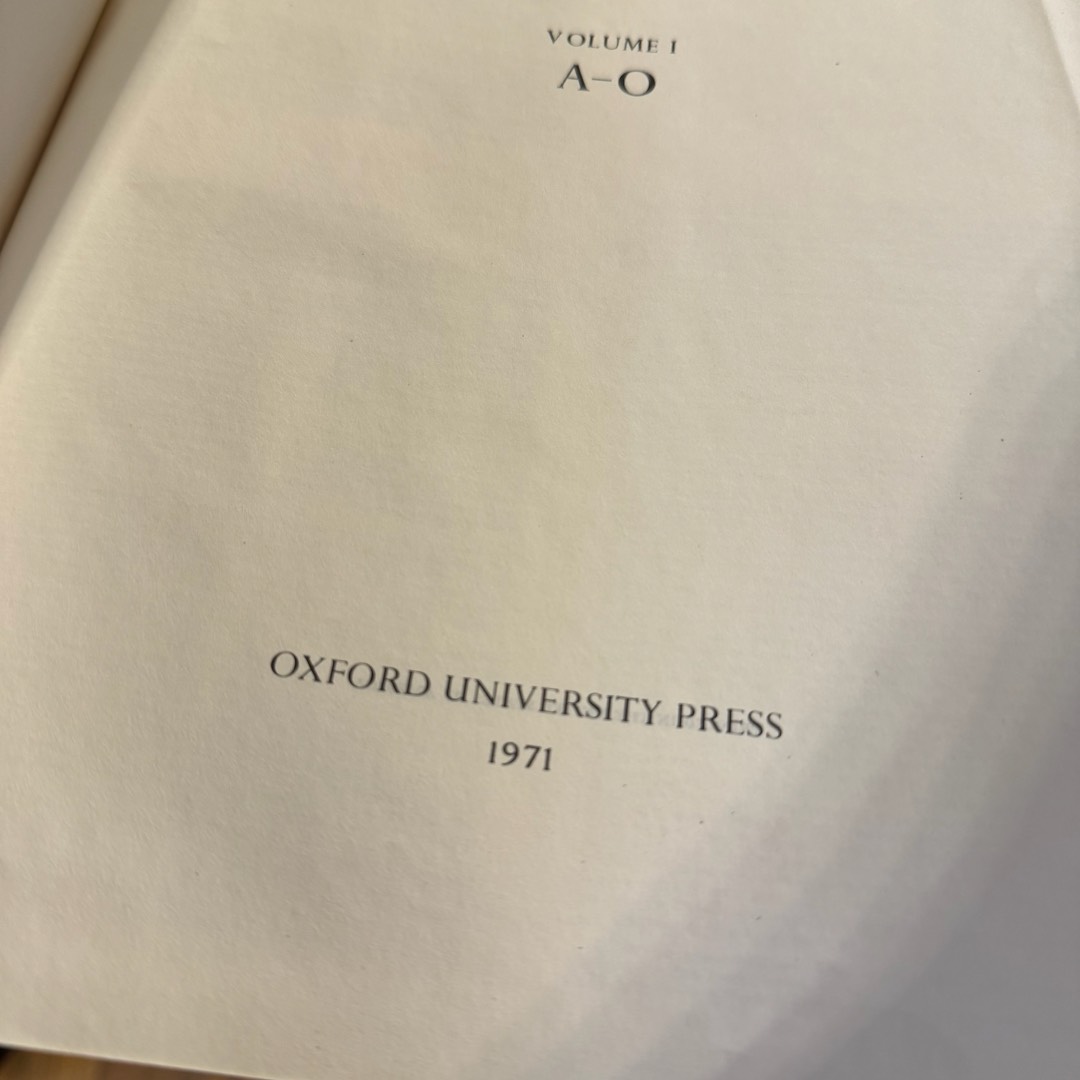 VOLUME I
A–O
OXFORD UNIVERSITY PRESS
1971